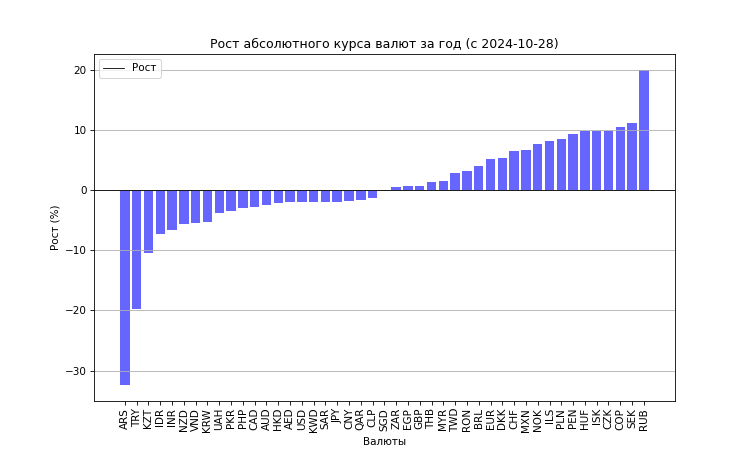 Рост абсолютного курса валют за год (с 2024-10-28)
Рост
20
10
0
−10
−20
−30
Рост (%)
ARS TRY KZT IDR INR NZD VND KRW UAH PKR PHP CAD AUD HKD AED USD KWD SAR JPY CNY QAR CLP SGD ZAR EGP GBP THB MYR TWD RON BRL EUR DKK CHF MXN NOK ILS PLN PEN HUF ISK CZK COP SEK RUB
Валюты